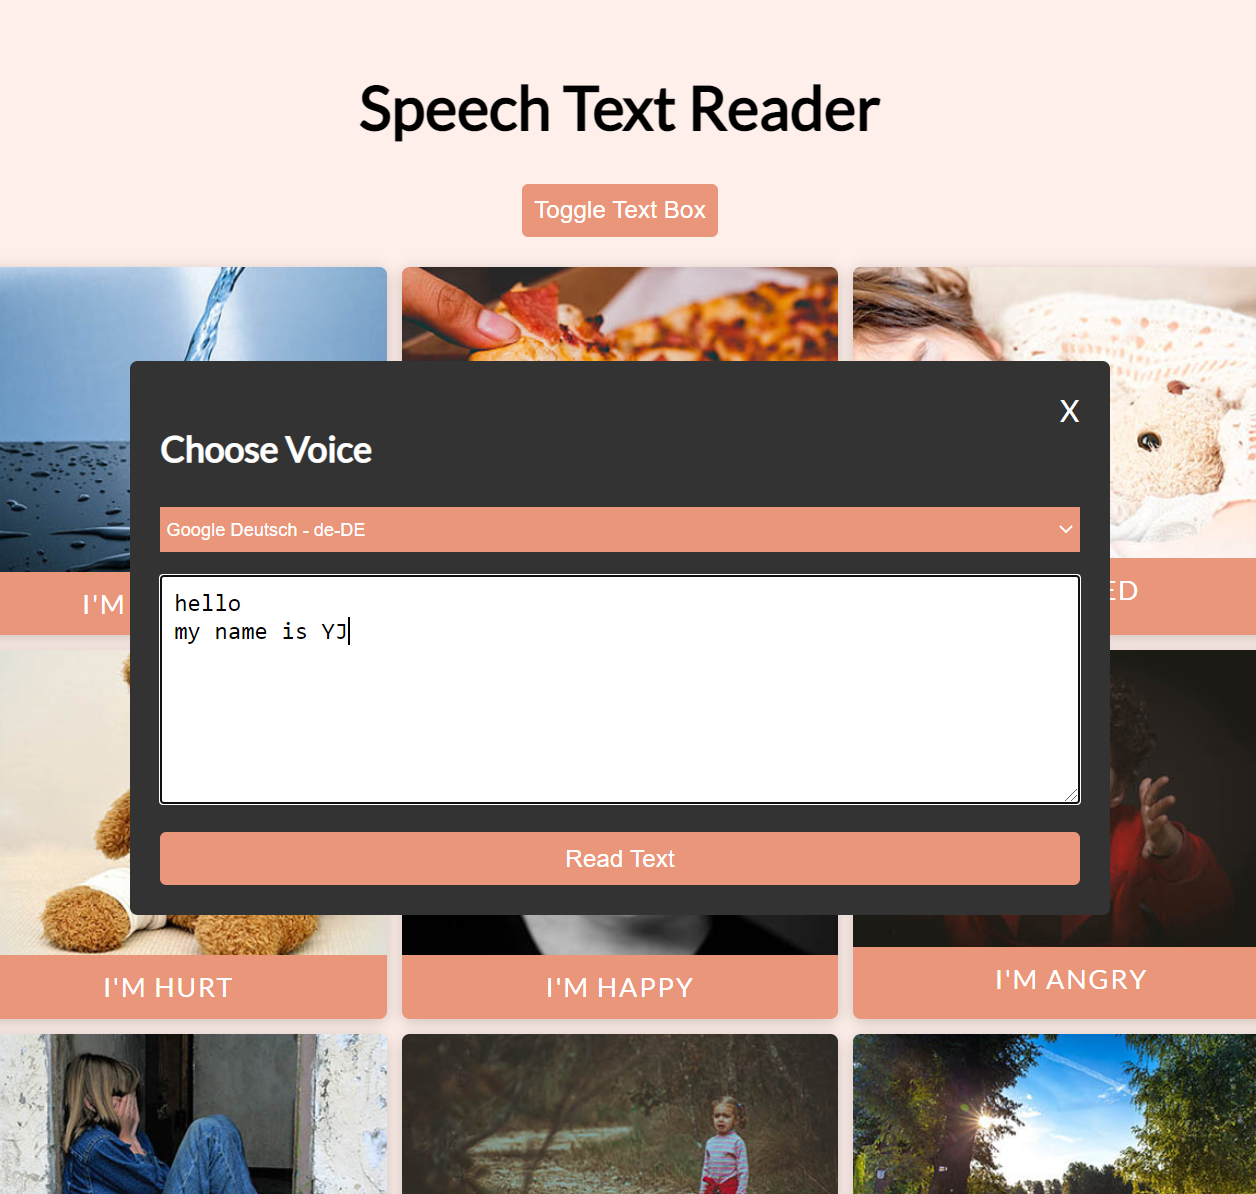 Speech Text Reader
Toggle Text Box
X
Choose Voice
Google Deutsch - de-DE
hello
my name is YJ
Read Text
I'M
I'M HURT
I'M HAPPY
I'M ANGRY